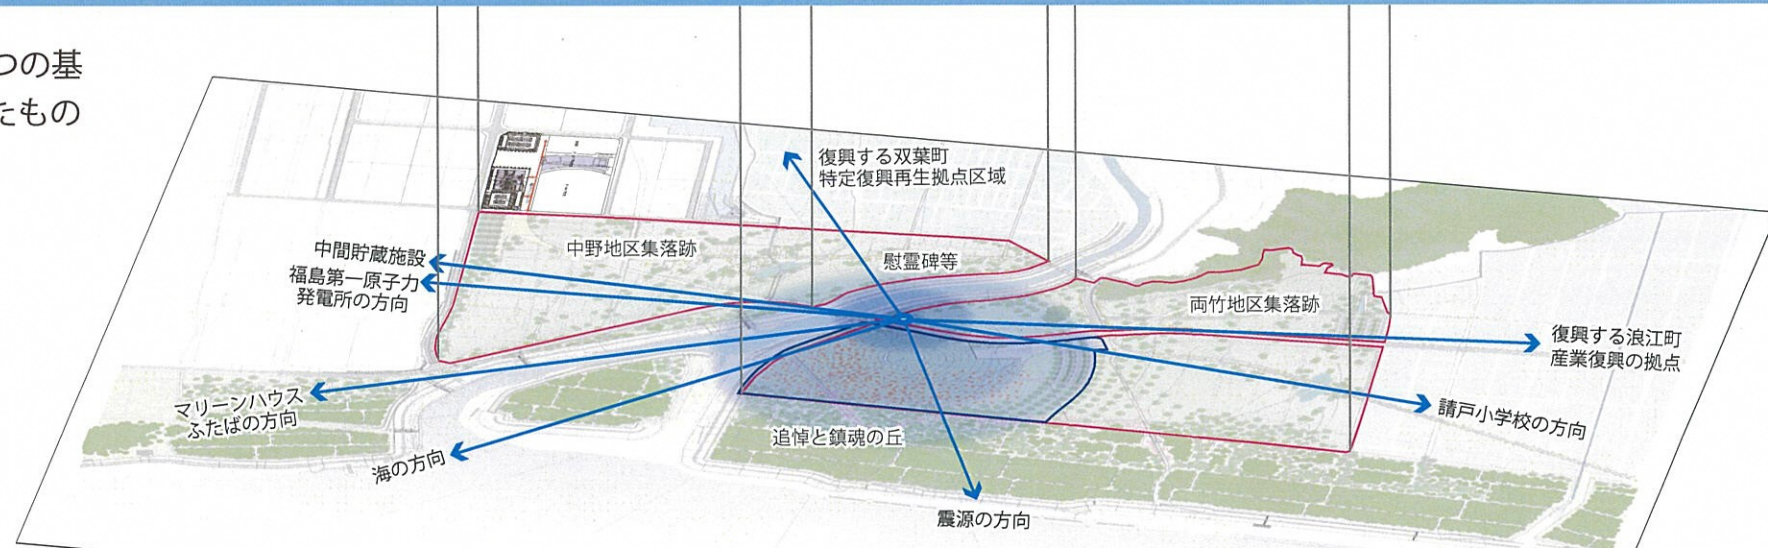 つの基
たもの
復興する双葉町
特定復興再生拠点区域
中野地区集落跡
慰霊碑等
中間貯蔵施設
福島第一原子力
発電所の方向
両竹地区集落跡
復興する浪江町
産業復興の拠点
マリーンハウス
ふたばの方向
請戸小学校の方向
追悼と鎮魂の丘
海の方向
震源の方向